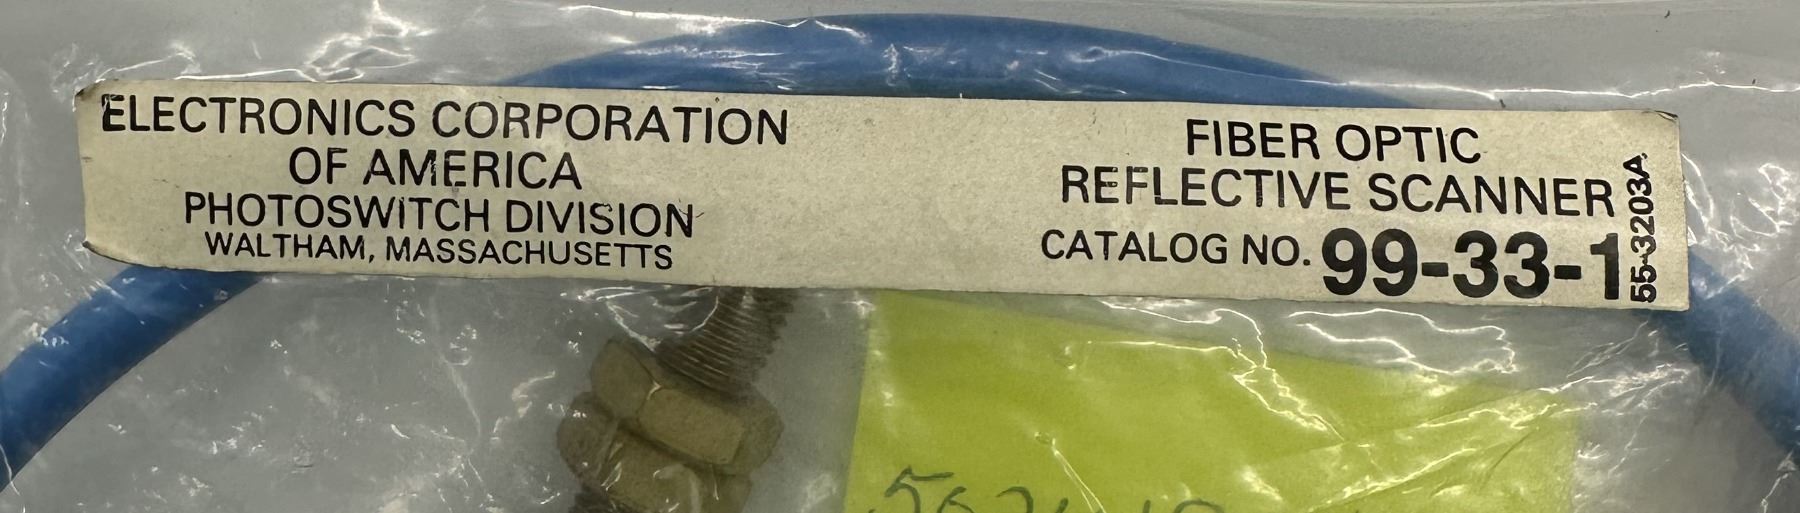 ELECTRONICS CORPORATION
OF AMERICA
PHOTOSWITCH DIVISION
WALTHAM, MASSACHUSETTS
FIBER OPTIC
REFLECTIVE SCANNER
CATALOG NO. 99-33-1
55-3203A